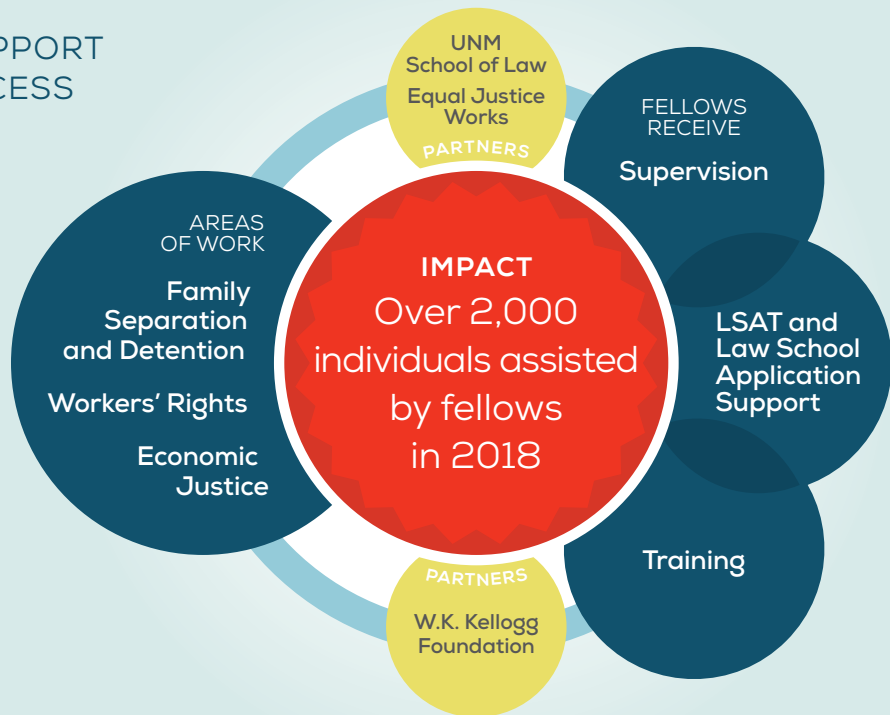 UNM
School of Law
Equal Justice
Works
PARTNERS
FELLOWS
RECEIVE
Supervision
LSAT and
Law School
Application
Support
Training
AREAS
OF WORK
Family
Separation
and Detention
Workers' Rights
Economic
Justice
IMPACT
Over 2,000
individuals assisted
by fellows
in 2018
PARTNERS
W.K. Kellogg
Foundation